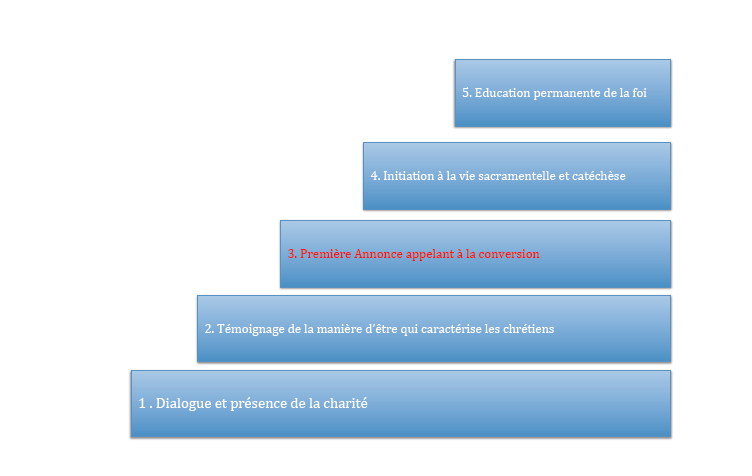 5. Education permanente de la foi
4. Initiation à la vie sacramentelle et catéchèse
3. Première Annonce appelant à la conversion
2. Témoignage de la manière d'être qui caractérise les chrétiens
1 . Dialogue et présence de la charité